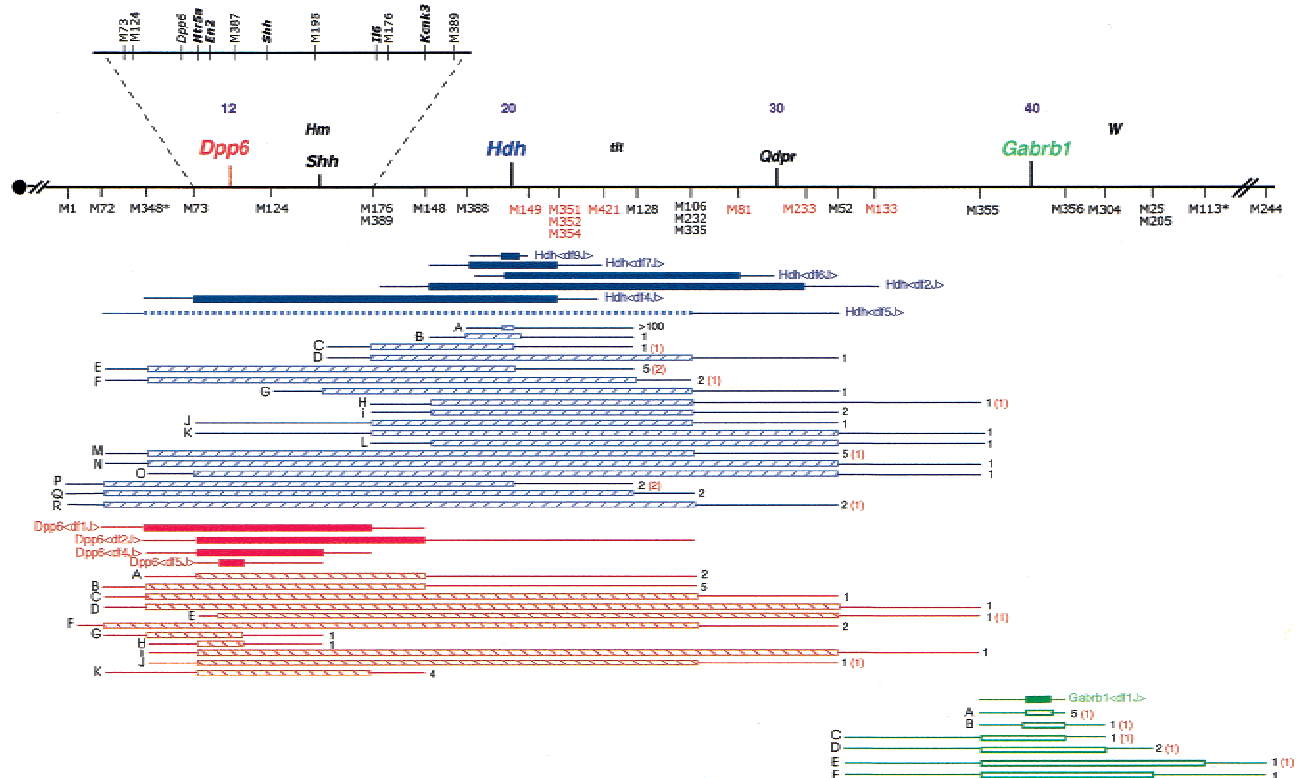 M73 M124 Dpp6 Htr5a En2 M387 Shh M198 Il6 M176 Kcnk3 M389
12 20 30 40
Hm W
Dpp6 Shh Hdh tlt Qdpr Gabrb1
M1 M72 M348* M73 M124 M176 M148 M388 M149 M351 M421 M128 M106 M81 M233 M52 M133 M355 M356 M304 M25 M113* M244
M389 M352 M232 M205
M354 M335
Hdh<df9J>
Hdh<df7J>
Hdh<df6J>
Hdh<df2J>
Hdh<df4J>
Hdh<df5J>
A >100
B 1
C 1 (1)
D 1
E 5 (2)
F 2 (1)
G 1
H 1 (1)
I 2
J 1
K 1
L 1
M 5 (1)
N 1
O 1
P 2 (2)
Q 2
R 2 (1)
Dpp6<df1J>
Dpp6<df2J>
Dpp6<df4J>
Dpp6<df5J>
A 2
B 5
C 1
D 1
E 1 (1)
F 2
G 1
H 1
I 1
J 1 (1)
K 4
Gabrb1<df1J>
A 5 (1)
B 1 (1)
C 1 (1)
D 2 (1)
E 1 (1)
F 1